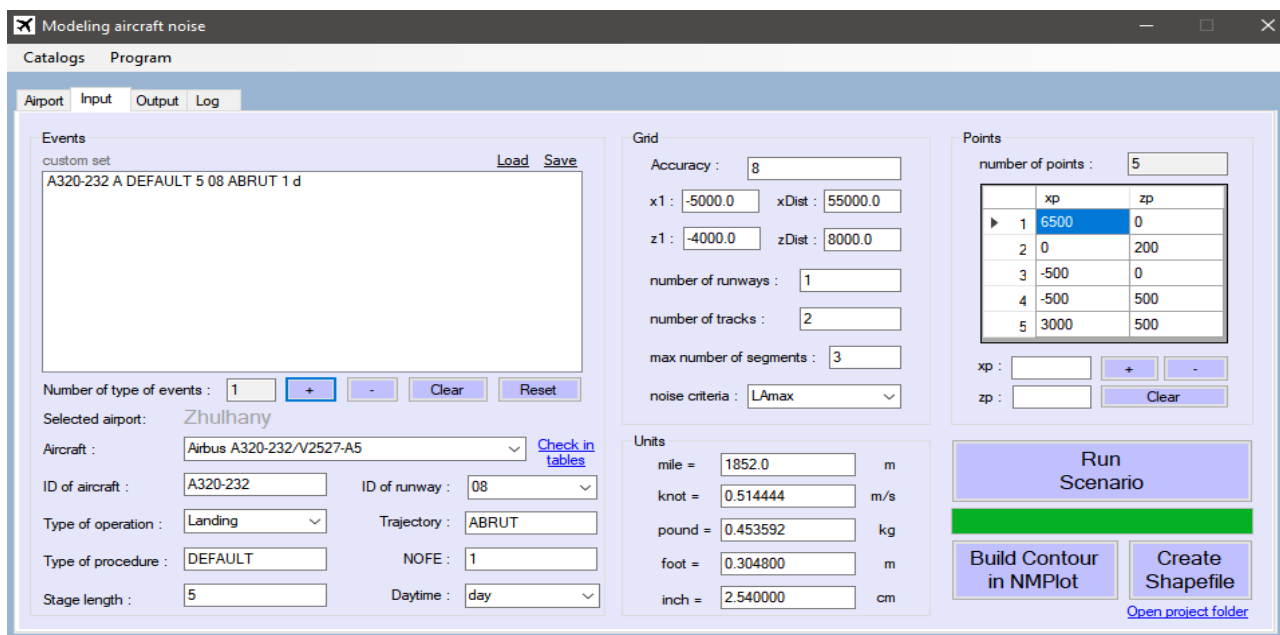 Modeling aircraft noise
Catalogs Program
Airport Input Output Log
Events
custom set Load Save
A320-232 A DEFAULT 5 08 ABRUT 1 d
Number of type of events : 1 + - Clear Reset
Selected airport: Zhulhany
Aircraft : Airbus A320-232/V2527-A5 Check in
tables
ID of aircraft : A320-232 ID of runway : 08
Type of operation : Landing Trajectory : ABRUT
Type of procedure : DEFAULT NOFE : 1
Stage length : 5 Daytime : day
Grid
Accuracy : 8
x1 : -5000.0 xDist : 55000.0
z1 : -4000.0 zDist : 8000.0
number of runways : 1
number of tracks : 2
max number of segments : 3
noise criteria : LAmax
Units
mile = 1852.0 m
knot = 0.514444 m/s
pound = 0.453592 kg
foot = 0.304800 m
inch = 2.540000 cm
Points
number of points : 5
xp zp
1 6500 0
2 0 200
3 -500 0
4 -500 500
5 3000 500
xp : + -
zp : Clear
Run
Scenario
Build Contour
in NMPlot
Create
Shapefile
Open project folder